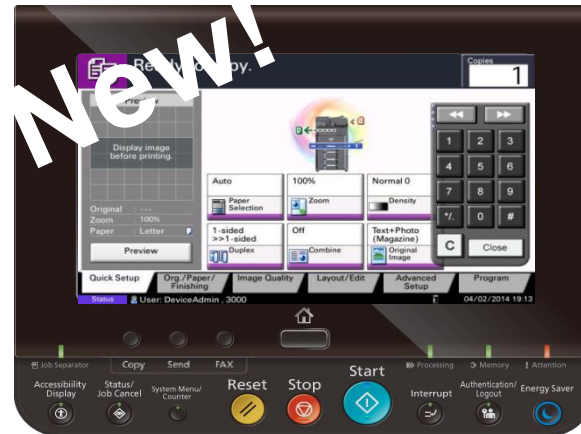 New!
Ready to copy.
Copies
1
Preview
Display image
before printing.
Original : ---
Zoom : 100%
Paper : Letter
Preview
Auto
Paper
Selection
100%
Zoom
Normal 0
Density
1-sided
>>1-sided
Duplex
Off
Combine
Text+Photo
(Magazine)
Original
Image
1 2 3
4 5 6
7 8 9
*/. 0 #
C Close
Quick Setup Org./Paper/
Finishing Image Quality Layout/Edit Advanced
Setup Program
Status User: DeviceAdmin , 3000 04/02/2014 19:13
Job Separator Copy Send FAX Processing Memory Attention
Accessibility
Display
Status/
Job Cancel
System Menu/
Counter
Reset Stop Start
Interrupt
Authentication/
Logout
Energy Saver